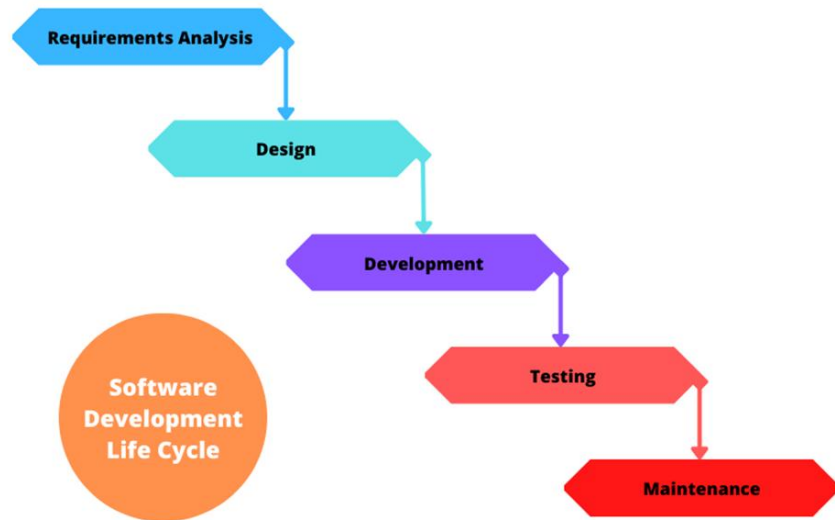 Requirements Analysis
Design
Development
Testing
Software
Development
Life Cycle
Maintenance